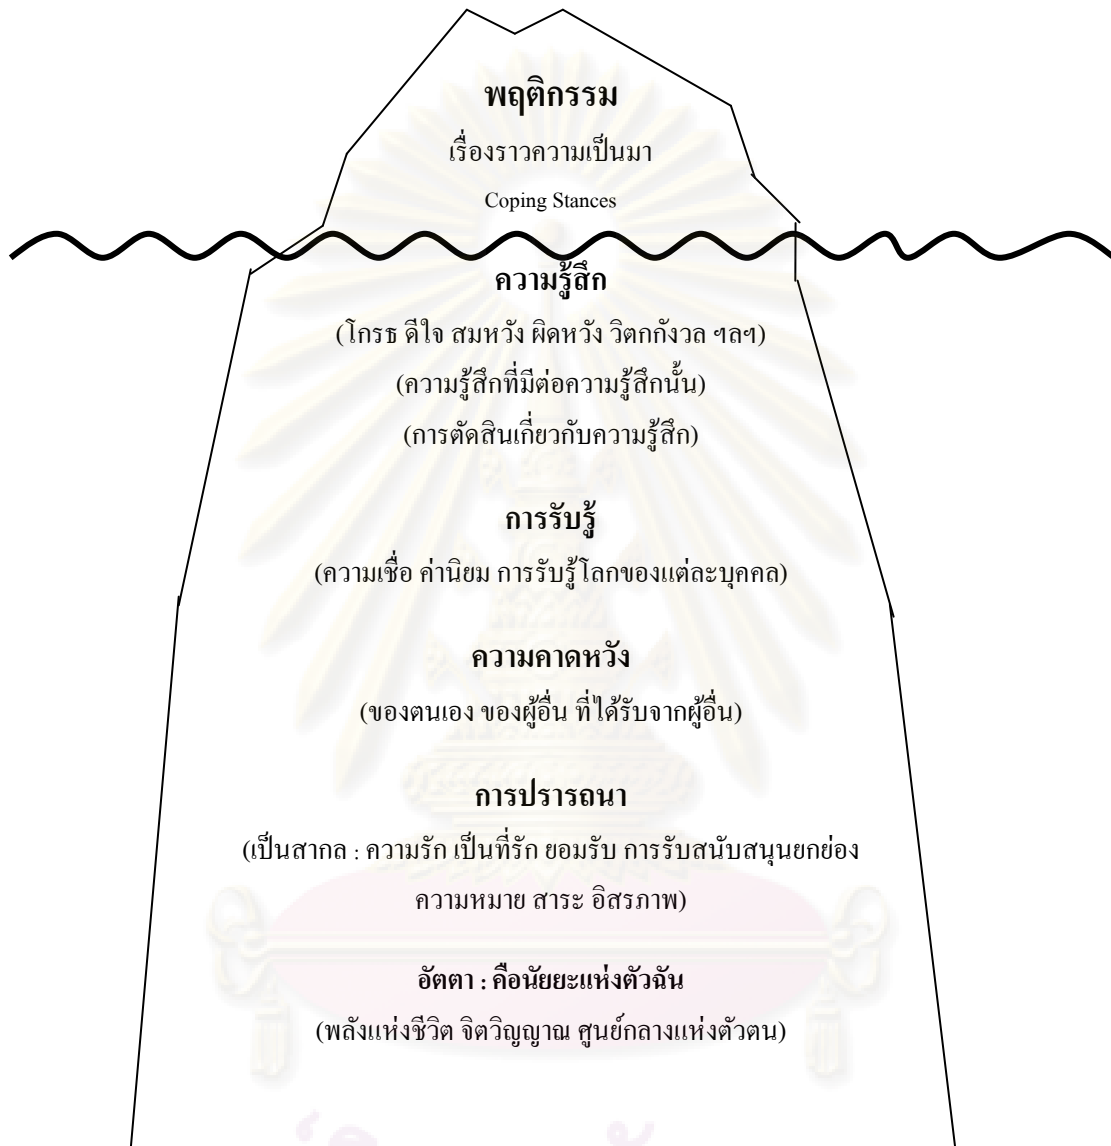 พฤติกรรม
เรื่องราวความเป็นมา
Coping Stances
ความรู้สึก
(โกรธ ดีใจ สมหวัง ผิดหวัง วิตกกังวล ฯลฯ)
(ความรู้สึกที่มีต่อความรู้สึกนั้น)
(การตัดสินเกี่ยวกับความรู้สึก)
การรับรู้
(ความเชื่อ ค่านิยม การรับรู้โลกของแต่ละบุคคล)
ความคาดหวัง
(ของตนเอง ของผู้อื่น ที่ได้รับจากผู้อื่น)
การปรารถนา
(เป็นสากล : ความรัก เป็นที่รัก ยอมรับ การรับสนับสนุนยกย่อง
ความหมาย สาระ อิสรภาพ)
อัตตา : คือนัยยะแห่งตัวฉัน
(พลังแห่งชีวิต จิตวิญญาณ ศูนย์กลางแห่งตัวตน)